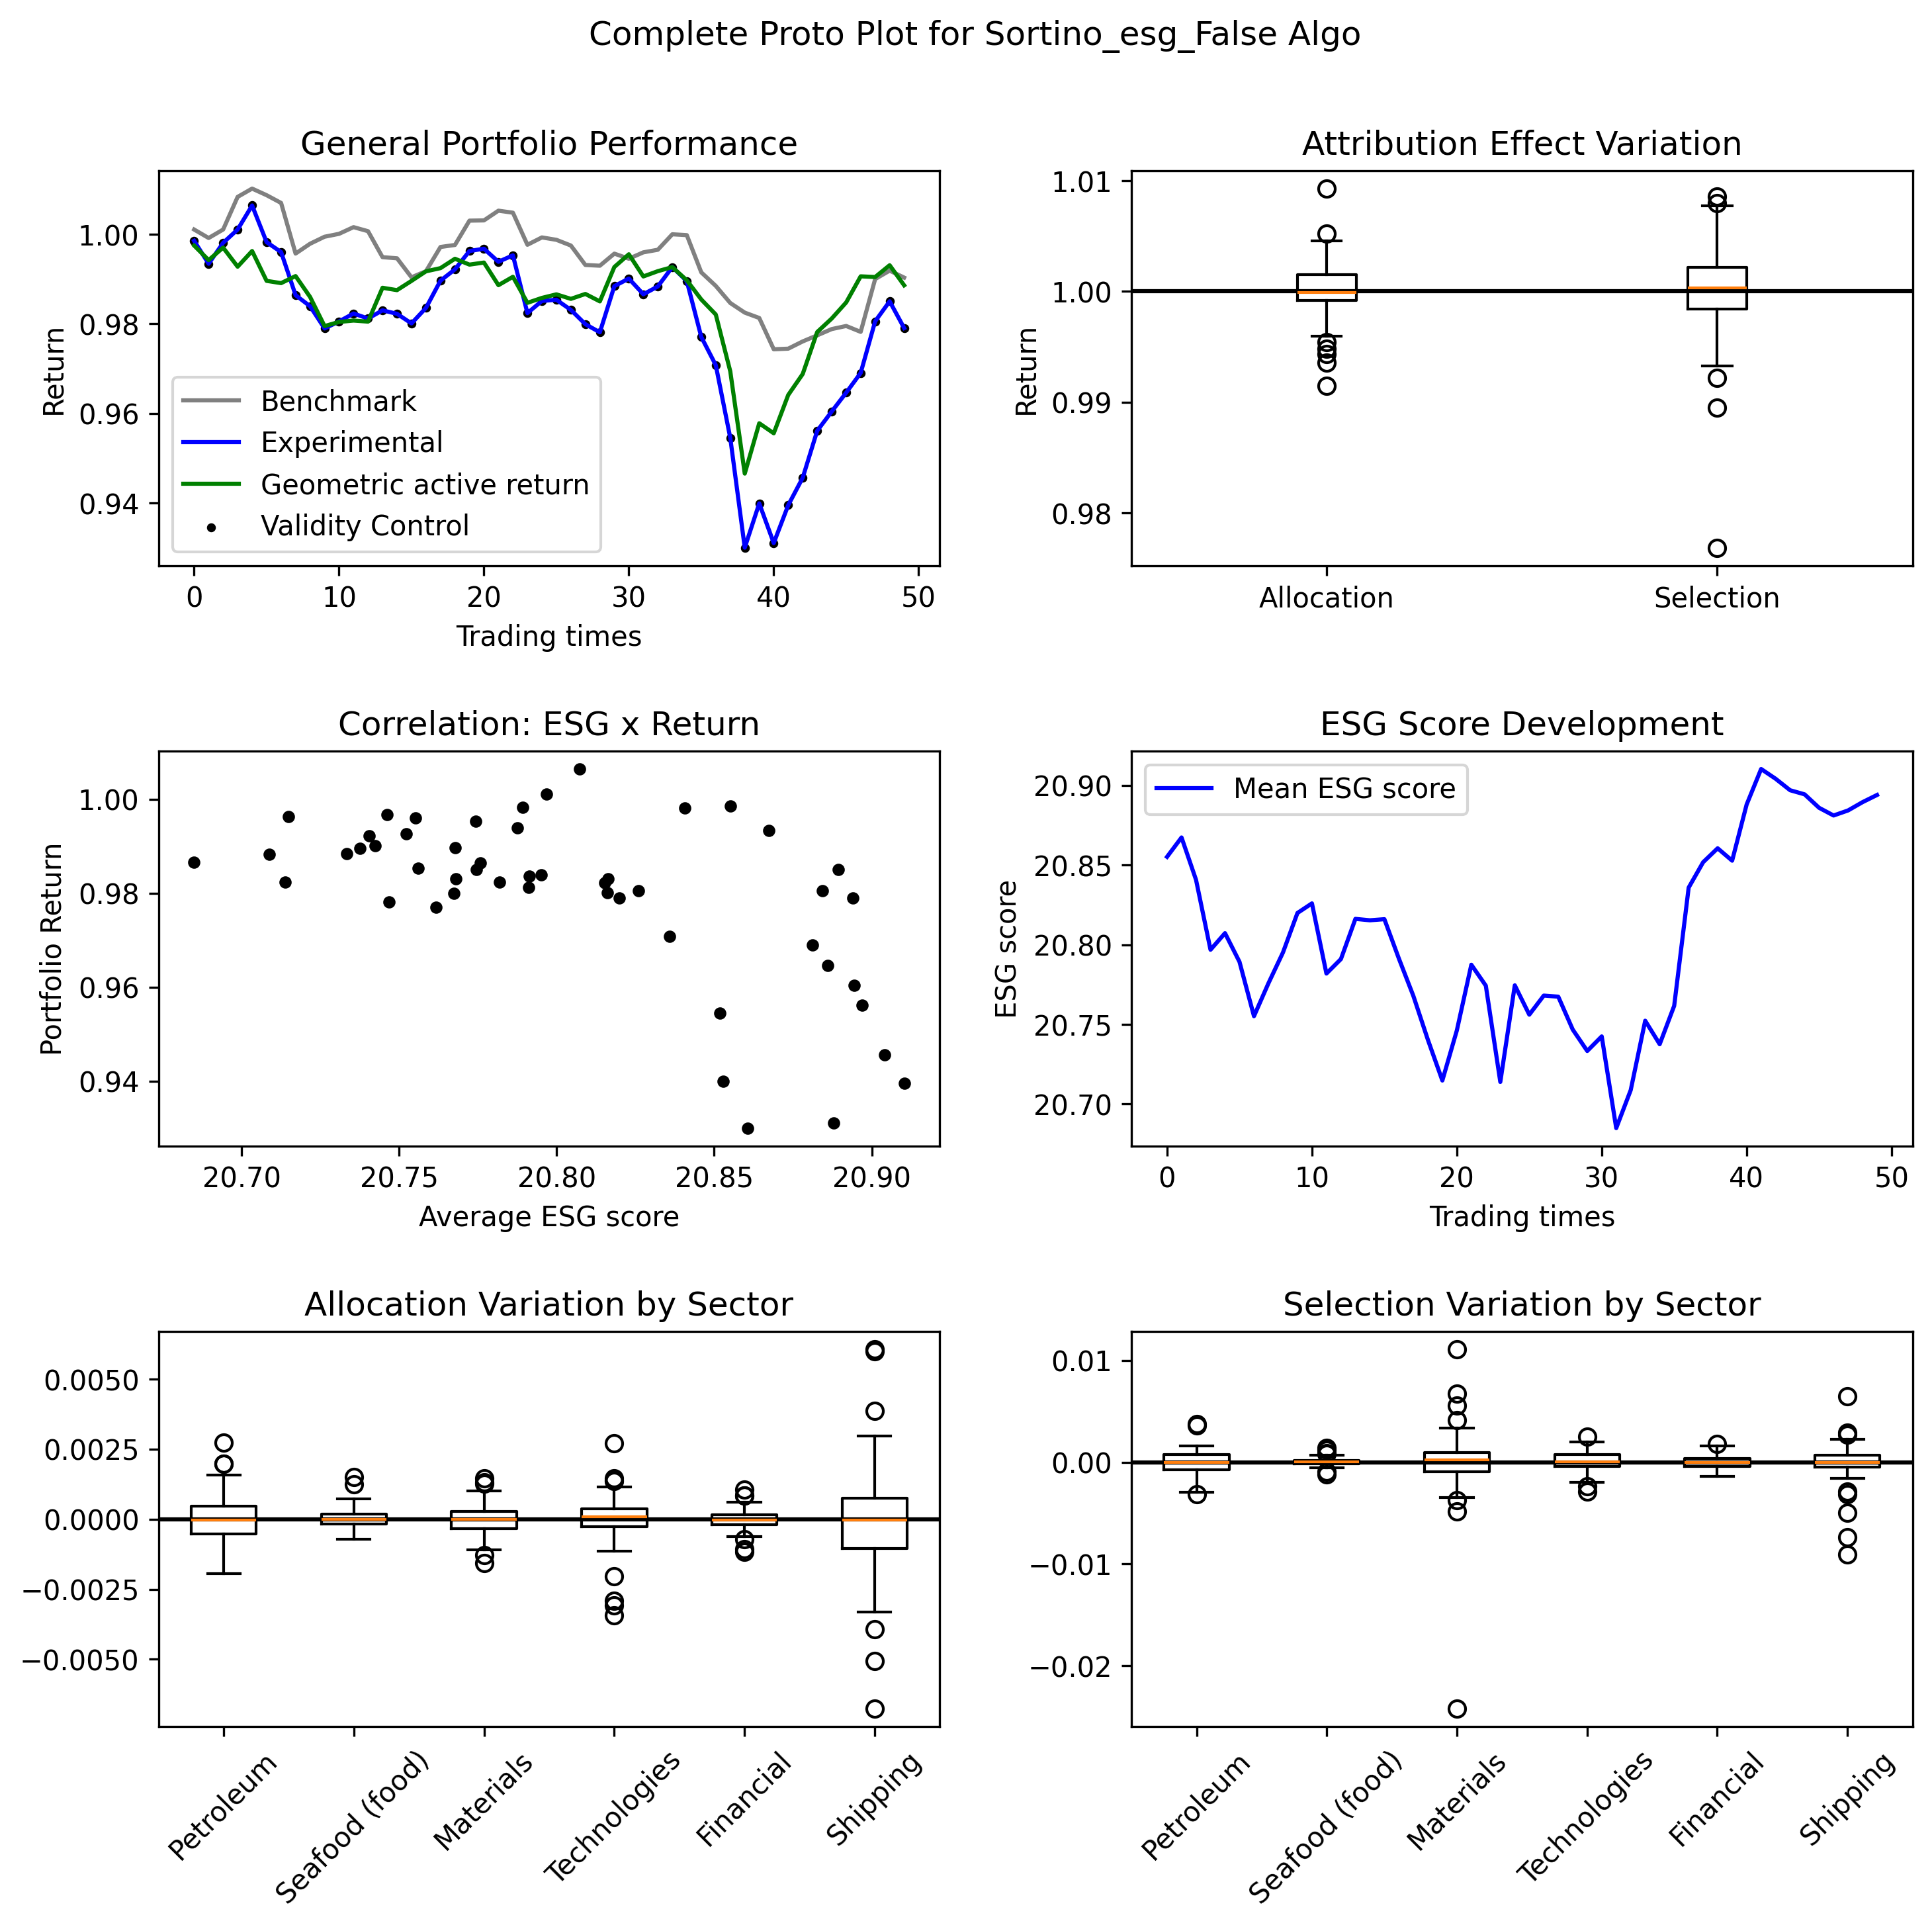 Complete Proto Plot for Sortino_esg_False Algo
General Portfolio Performance
Return
1.00
0.98
0.96
0.94
Benchmark
Experimental
Geometric active return
Validity Control
0 10 20 30 40 50
Trading times
Attribution Effect Variation
Return
1.01
1.00
0.99
0.98
Allocation Selection
Correlation: ESG x Return
Portfolio Return
1.00
0.98
0.96
0.94
20.70 20.75 20.80 20.85 20.90
Average ESG score
ESG Score Development
ESG score
20.90
20.85
20.80
20.75
20.70
Mean ESG score
0 10 20 30 40 50
Trading times
Allocation Variation by Sector
0.0050
0.0025
0.0000
−0.0025
−0.0050
Petroleum
Seafood (food)
Materials
Technologies
Financial
Shipping
Selection Variation by Sector
0.01
0.00
−0.01
−0.02
Petroleum
Seafood (food)
Materials
Technologies
Financial
Shipping